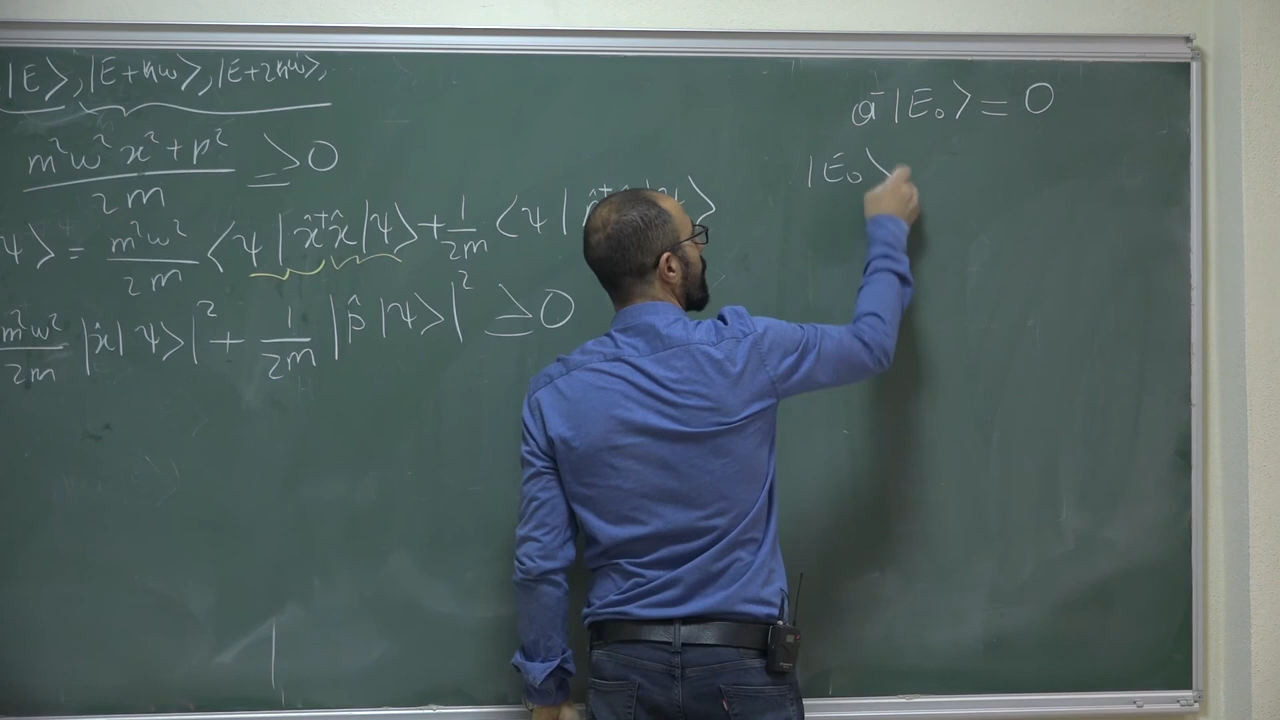 |E⟩, |E+ħω⟩, |E+2ħω⟩,
m²ω²x²+p² / 2m ≥ 0
ψ⟩ = m²ω²/2m ⟨ψ|x̂⁺x̂|ψ⟩ + 1/2m ⟨ψ|
m²ω²/2m |x̂|ψ⟩|² + 1/2m |p̂|ψ⟩|² ≥ 0
a⁻|E₀⟩ = 0
|E₀⟩